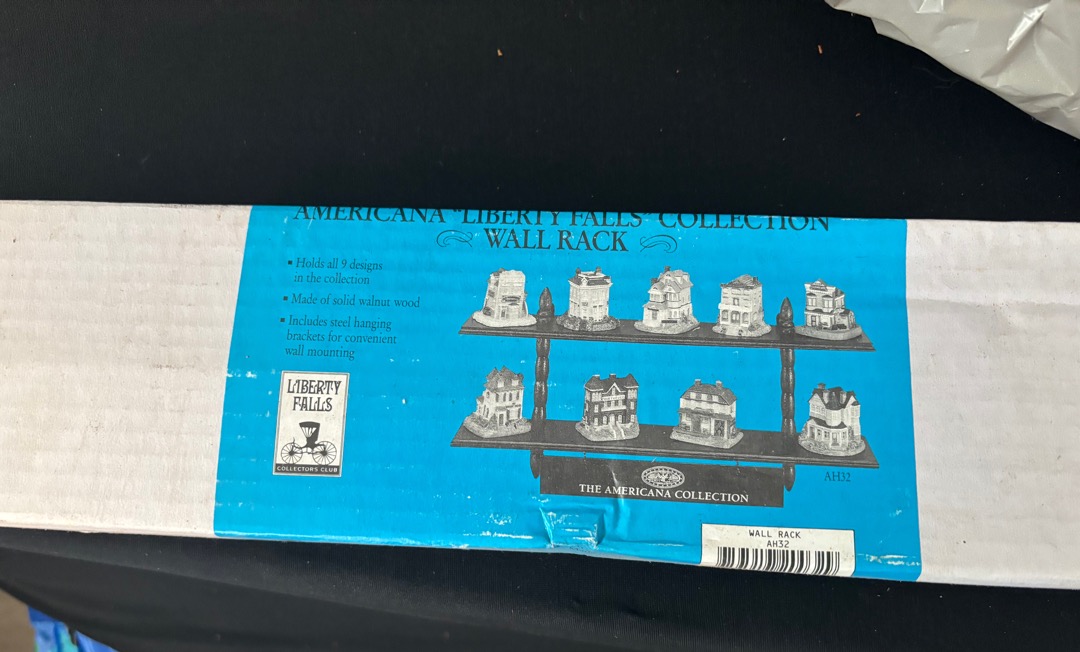 AMERICANA "LIBERTY FALLS" COLLECTION
WALL RACK
▪ Holds all 9 designs
in the collection
▪ Made of solid walnut wood
▪ Includes steel hanging
brackets for convenient
wall mounting
LIBERTY
FALLS
COLLECTORS CLUB
AH32
THE AMERICANA COLLECTION
WALL RACK
AH32